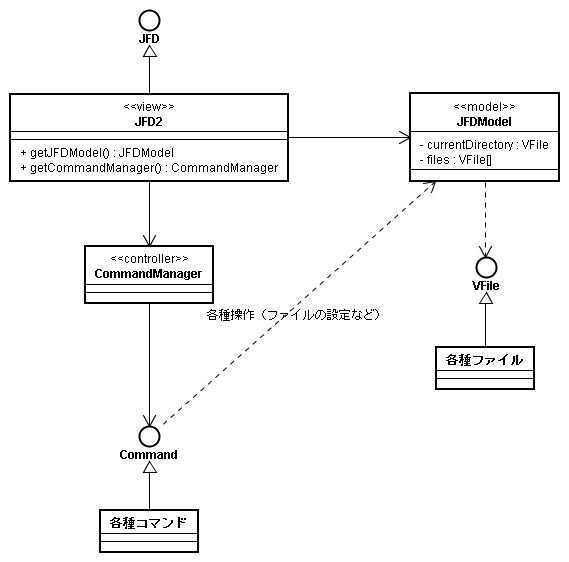 JFD
<<view>>
JFD2
+ getJFDModel() : JFDModel
+ getCommandManager() : CommandManager
<<model>>
JFDModel
- currentDirectory : VFile
- files : VFile[]
<<controller>>
CommandManager
VFile
各種操作（ファイルの設定など）
各種ファイル
Command
各種コマンド